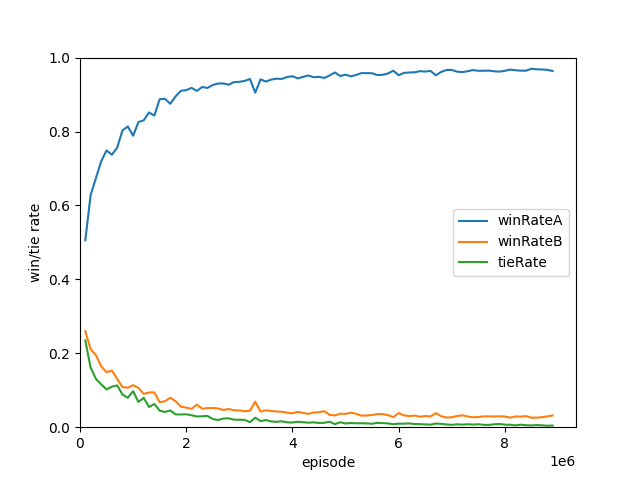 1.0
0.8
0.6
0.4
0.2
0.0
win/tie rate
winRateA
winRateB
tieRate
0 2 4 6 8
1e6
episode